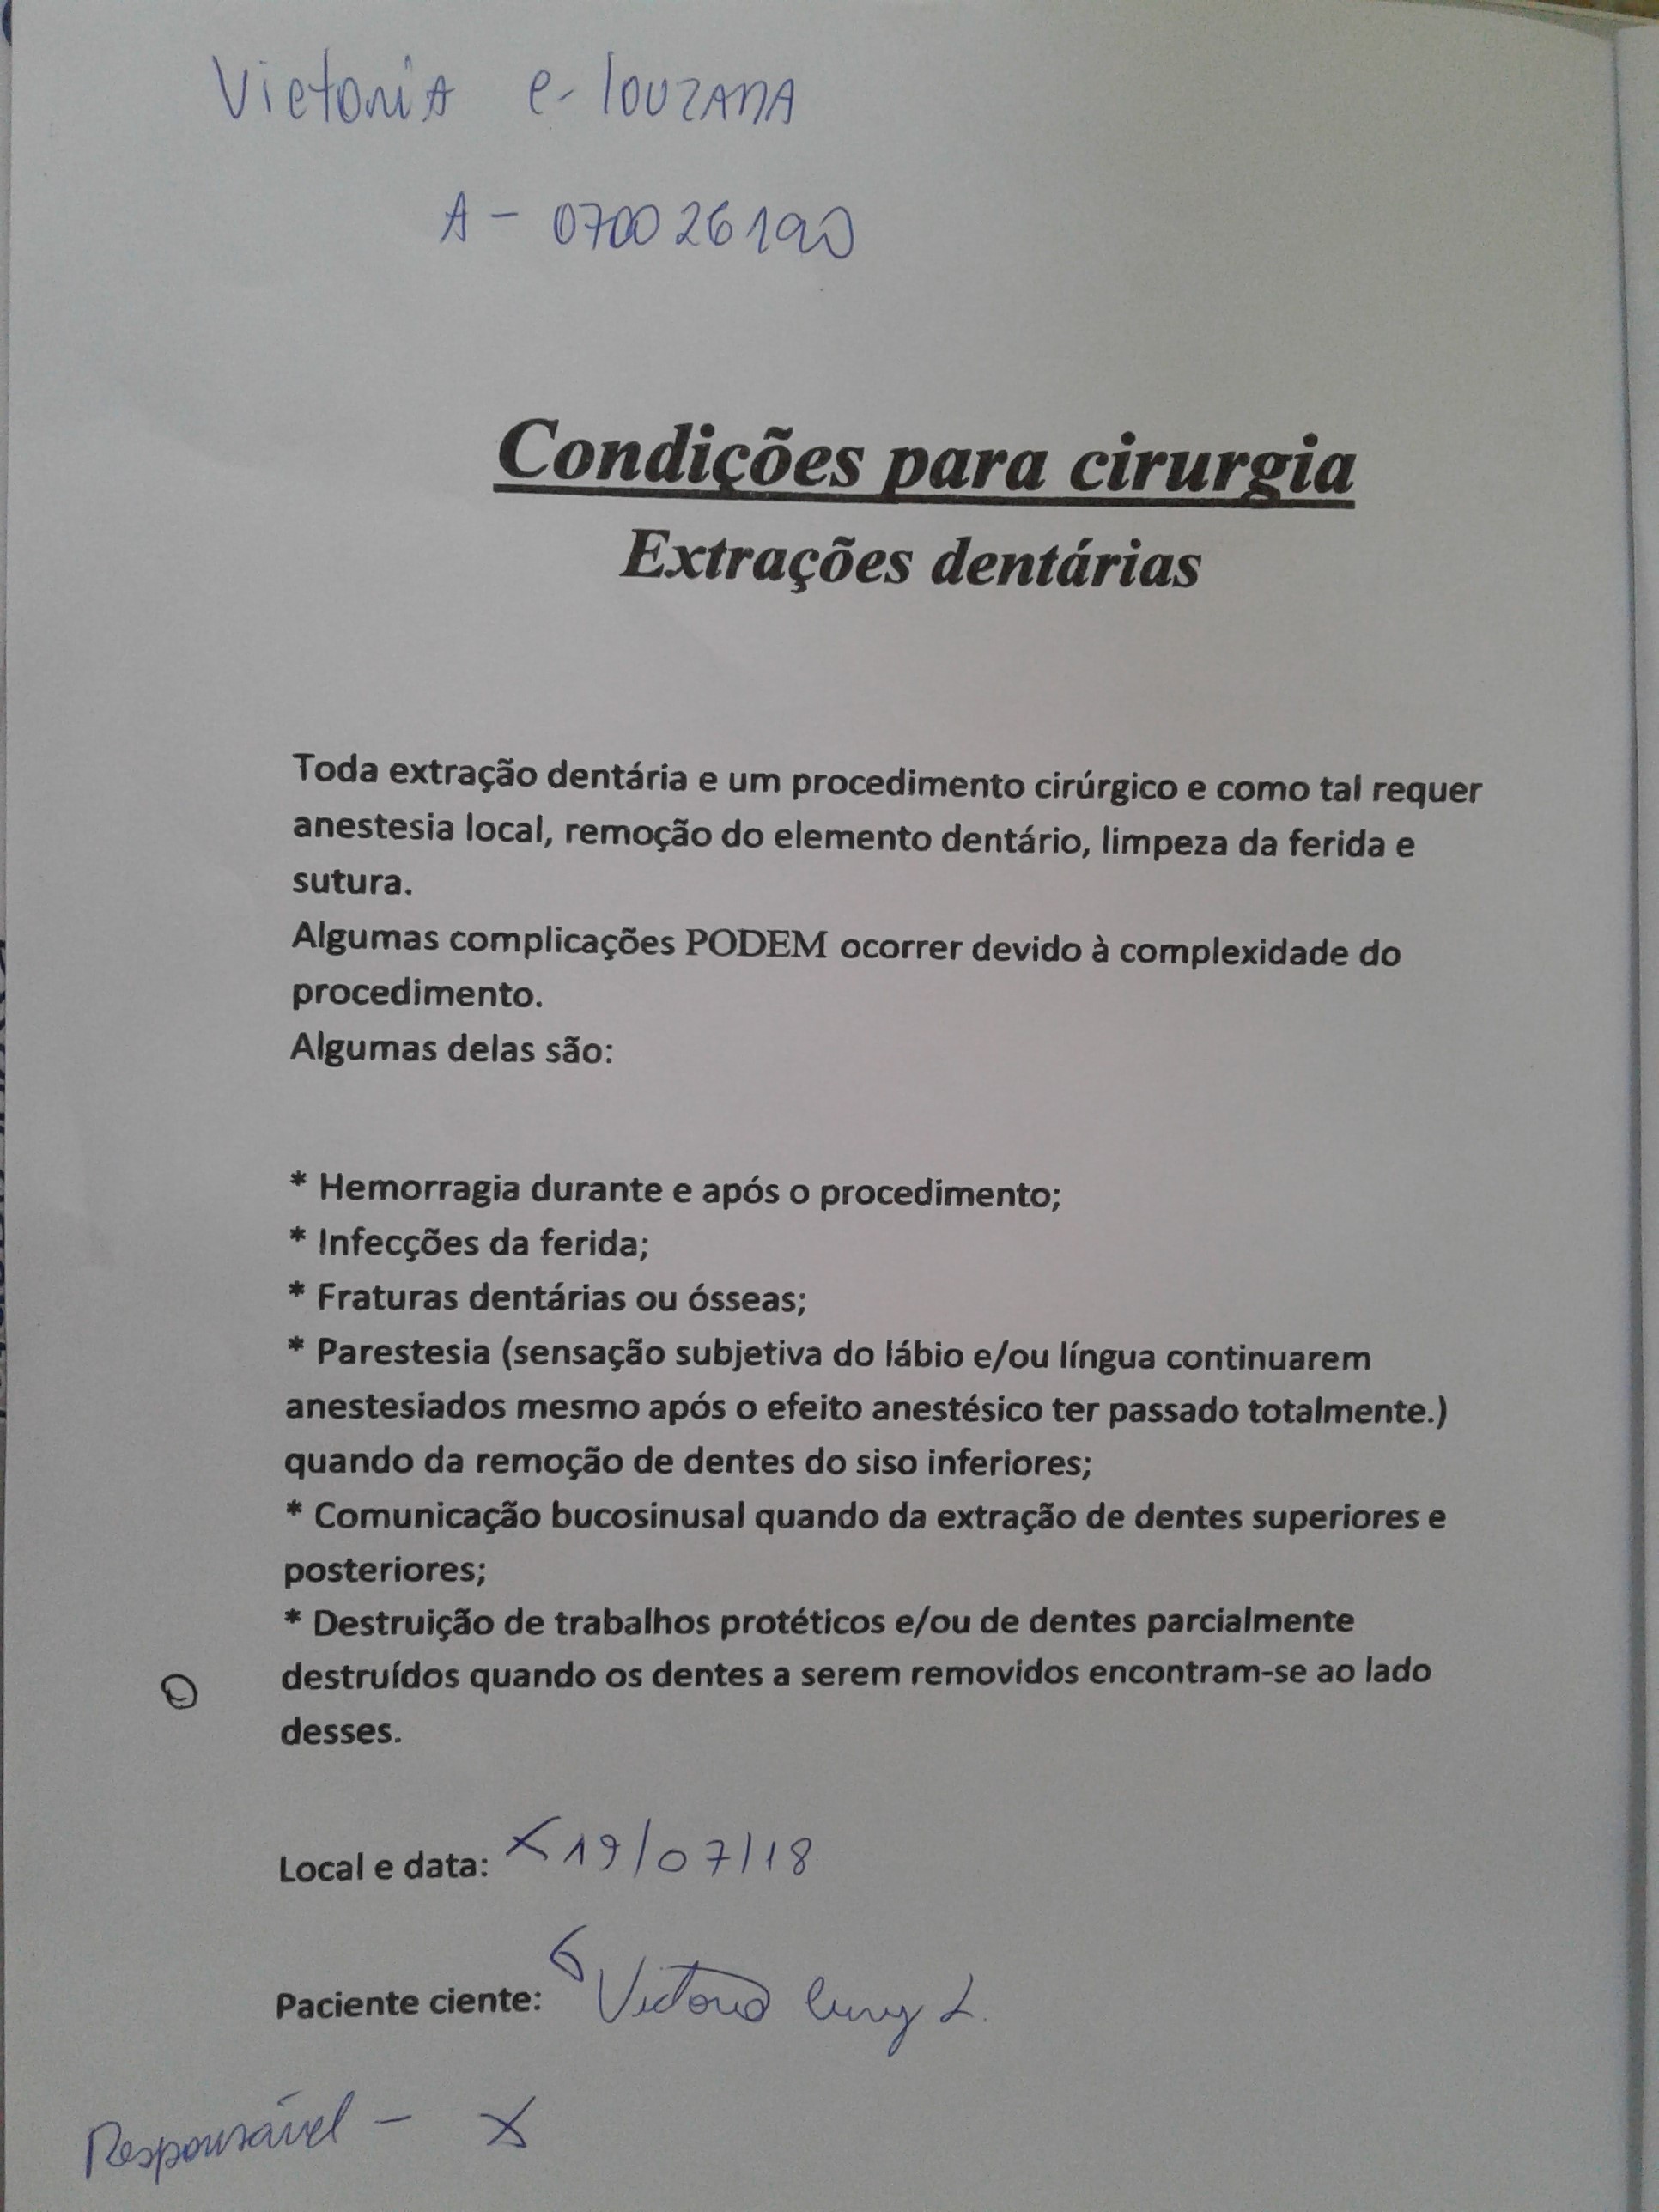 Victoria e- louzada
A - 070026190
Condições para cirurgia
Extrações dentárias
Toda extração dentária e um procedimento cirúrgico e como tal requer
anestesia local, remoção do elemento dentário, limpeza da ferida e
sutura.
Algumas complicações PODEM ocorrer devido à complexidade do
procedimento.
Algumas delas são:
* Hemorragia durante e após o procedimento;
* Infecções da ferida;
* Fraturas dentárias ou ósseas;
* Parestesia (sensação subjetiva do lábio e/ou língua continuarem
anestesiados mesmo após o efeito anestésico ter passado totalmente.)
quando da remoção de dentes do siso inferiores;
* Comunicação bucosinusal quando da extração de dentes superiores e
posteriores;
* Destruição de trabalhos protéticos e/ou de dentes parcialmente
destruídos quando os dentes a serem removidos encontram-se ao lado
desses.
Local e data: X 19/07/18
Paciente ciente: Victoria L.
Responsável - X